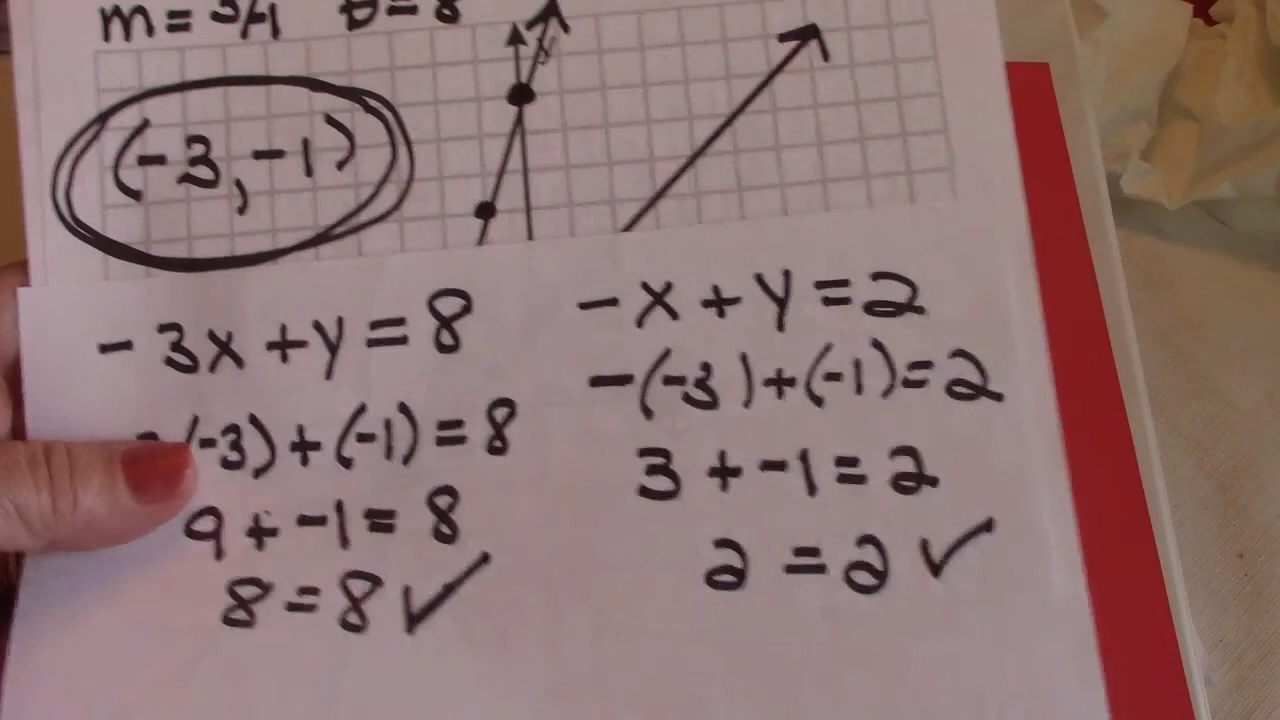 m = 3/1 b = 8
(-3, -1)
-3x + y = 8
(-3) + (-1) = 8
9 + -1 = 8
8 = 8 ✓
-x + y = 2
-(-3) + (-1) = 2
3 + -1 = 2
2 = 2 ✓